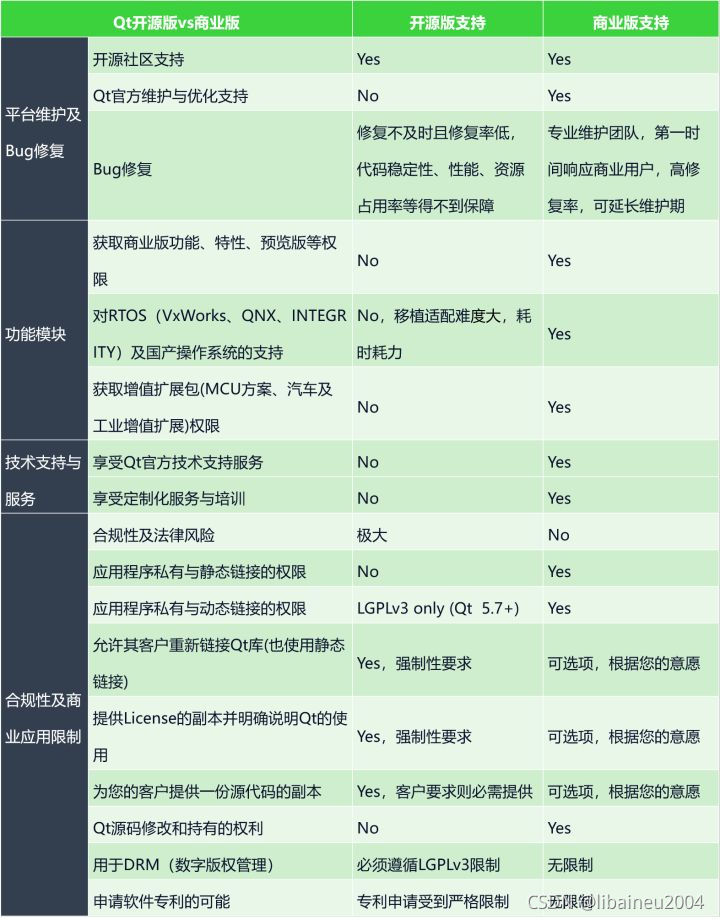 Qt开源版vs商业版 开源版支持 商业版支持
平台维护及
Bug修复
开源社区支持 Yes Yes
Qt官方维护与优化支持 No Yes
Bug修复
修复不及时且修复率低，
代码稳定性、性能、资源
占用率等得不到保障
专业维护团队，第一时
间响应商业用户，高修
复率，可延长维护期
功能模块
获取商业版功能、特性、预览版等权
限
No Yes
对RTOS（VxWorks、QNX、INTEGR
ITY）及国产操作系统的支持
No，移植适配难度大，耗
时耗力
Yes
获取增值扩展包(MCU方案、汽车及
工业增值扩展)权限
No Yes
技术支持与
服务
享受Qt官方技术支持服务 No Yes
享受定制化服务与培训 No Yes
合规性及商
业应用限制
合规性及法律风险 极大 No
应用程序私有与静态链接的权限 No Yes
应用程序私有与动态链接的权限 LGPLv3 only (Qt 5.7+) Yes
允许其客户重新链接Qt库(也使用静态
链接)
Yes，强制性要求 可选项，根据您的意愿
提供License的副本并明确说明Qt的使
用
Yes，强制性要求 可选项，根据您的意愿
为您的客户提供一份源代码的副本 Yes，客户要求则必需提供 可选项，根据您的意愿
Qt源码修改和持有的权利 No Yes
用于DRM（数字版权管理） 必须遵循LGPLv3限制 无限制
申请软件专利的可能 专利申请受到严格限制 无限制
CSDN @libaineu2004